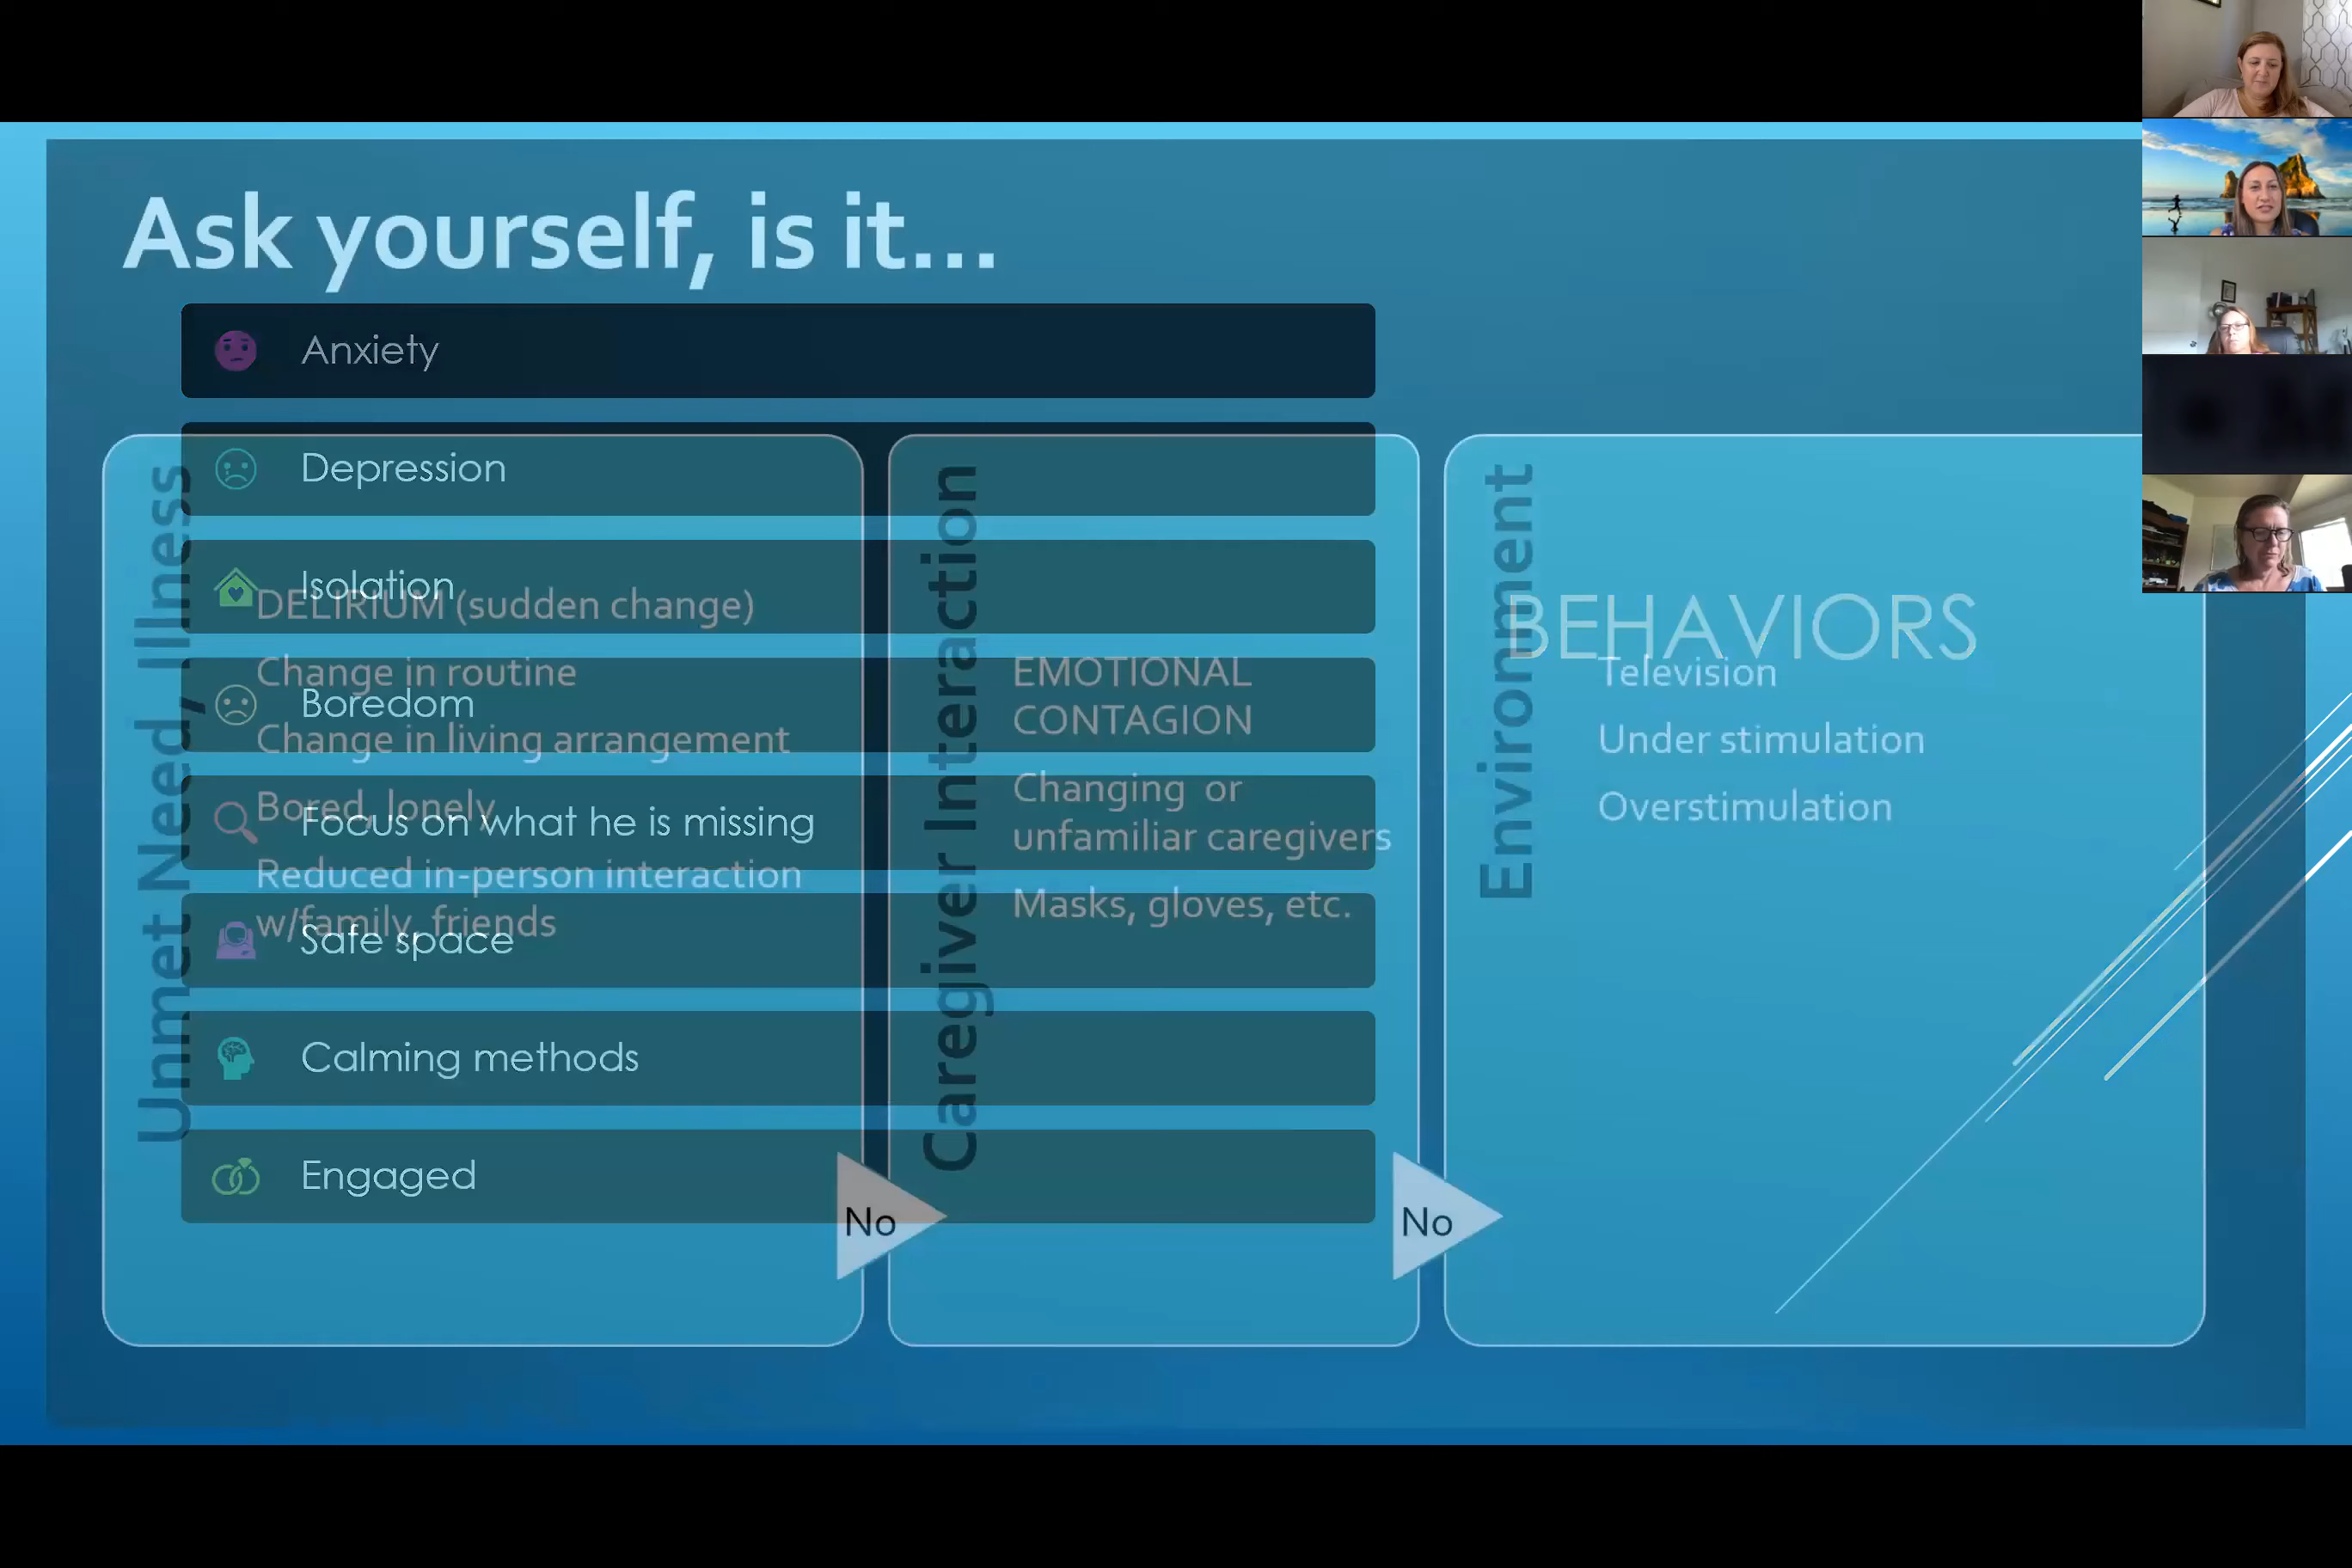 Ask yourself, is it...
Unmet Need, Illness
DELIRIUM (sudden change)
Change in routine
Change in living arrangement
Bored, lonely
Reduced in-person interaction
w/family, friends
No
Caregiver Interaction
EMOTIONAL
CONTAGION
Changing or
unfamiliar caregivers
Masks, gloves, etc.
No
Environment
Television
Under stimulation
Overstimulation
Anxiety
Depression
Isolation
Boredom
Focus on what he is missing
Safe space
Calming methods
Engaged
BEHAVIORS